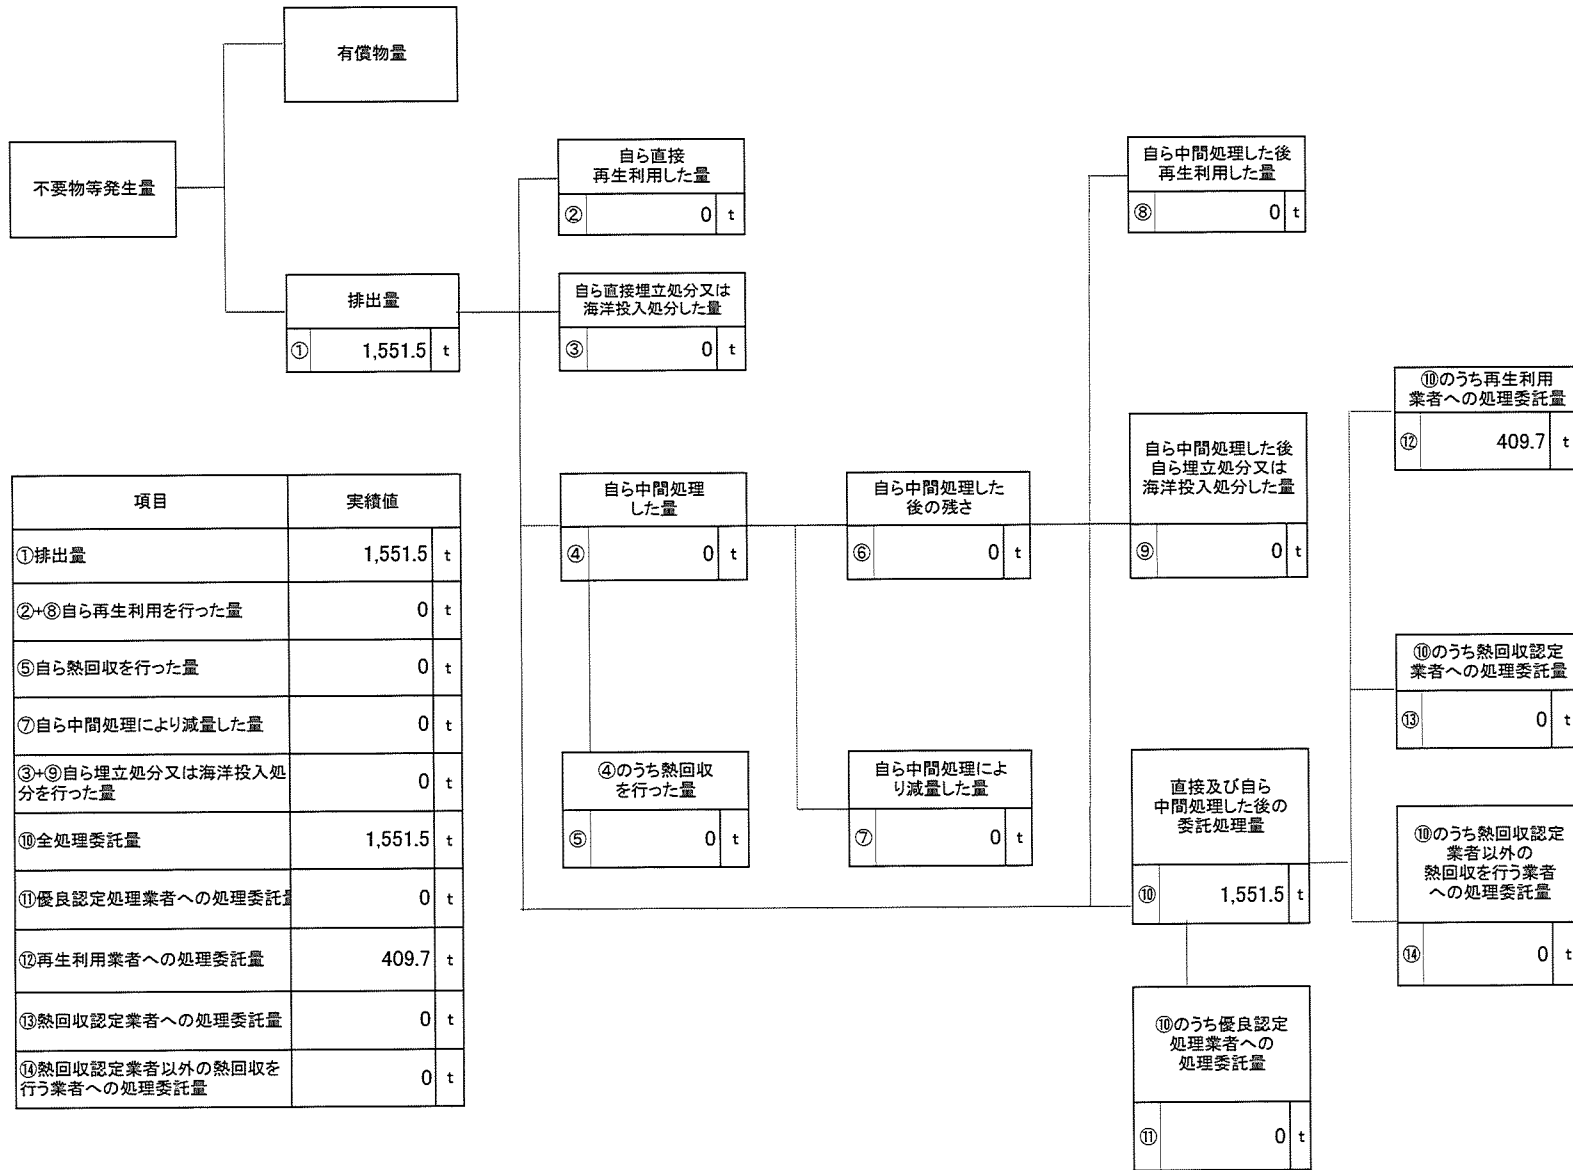 有償物量
不要物等発生量
自ら直接
再生利用した量
② 0 t
自ら中間処理した後
再生利用した量
⑧ 0 t
排出量
① 1,551.5 t
自ら直接埋立処分又は
海洋投入処分した量
③ 0 t
⑩のうち再生利用
業者への処理委託量
⑫ 409.7 t
自ら中間処理
した量
④ 0 t
自ら中間処理した
後の残さ
⑥ 0 t
自ら中間処理した後
自ら埋立処分又は
海洋投入処分した量
⑨ 0 t
⑩のうち熱回収認定
業者への処理委託量
⑬ 0 t
④のうち熱回収
を行った量
⑤ 0 t
自ら中間処理によ
り減量した量
⑦ 0 t
直接及び自ら
中間処理した後の
委託処理量
⑩ 1,551.5 t
⑩のうち熱回収認定
業者以外の
熱回収を行う業者
への処理委託量
⑭ 0 t
⑩のうち優良認定
処理業者への
処理委託量
⑪ 0 t
項目 実績値
①排出量 1,551.5 t
②+⑧自ら再生利用を行った量 0 t
⑤自ら熱回収を行った量 0 t
⑦自ら中間処理により減量した量 0 t
③+⑨自ら埋立処分又は海洋投入処
分を行った量 0 t
⑩全処理委託量 1,551.5 t
⑪優良認定処理業者への処理委託量 0 t
⑫再生利用業者への処理委託量 409.7 t
⑬熱回収認定業者への処理委託量 0 t
⑭熱回収認定業者以外の熱回収を
行う業者への処理委託量 0 t